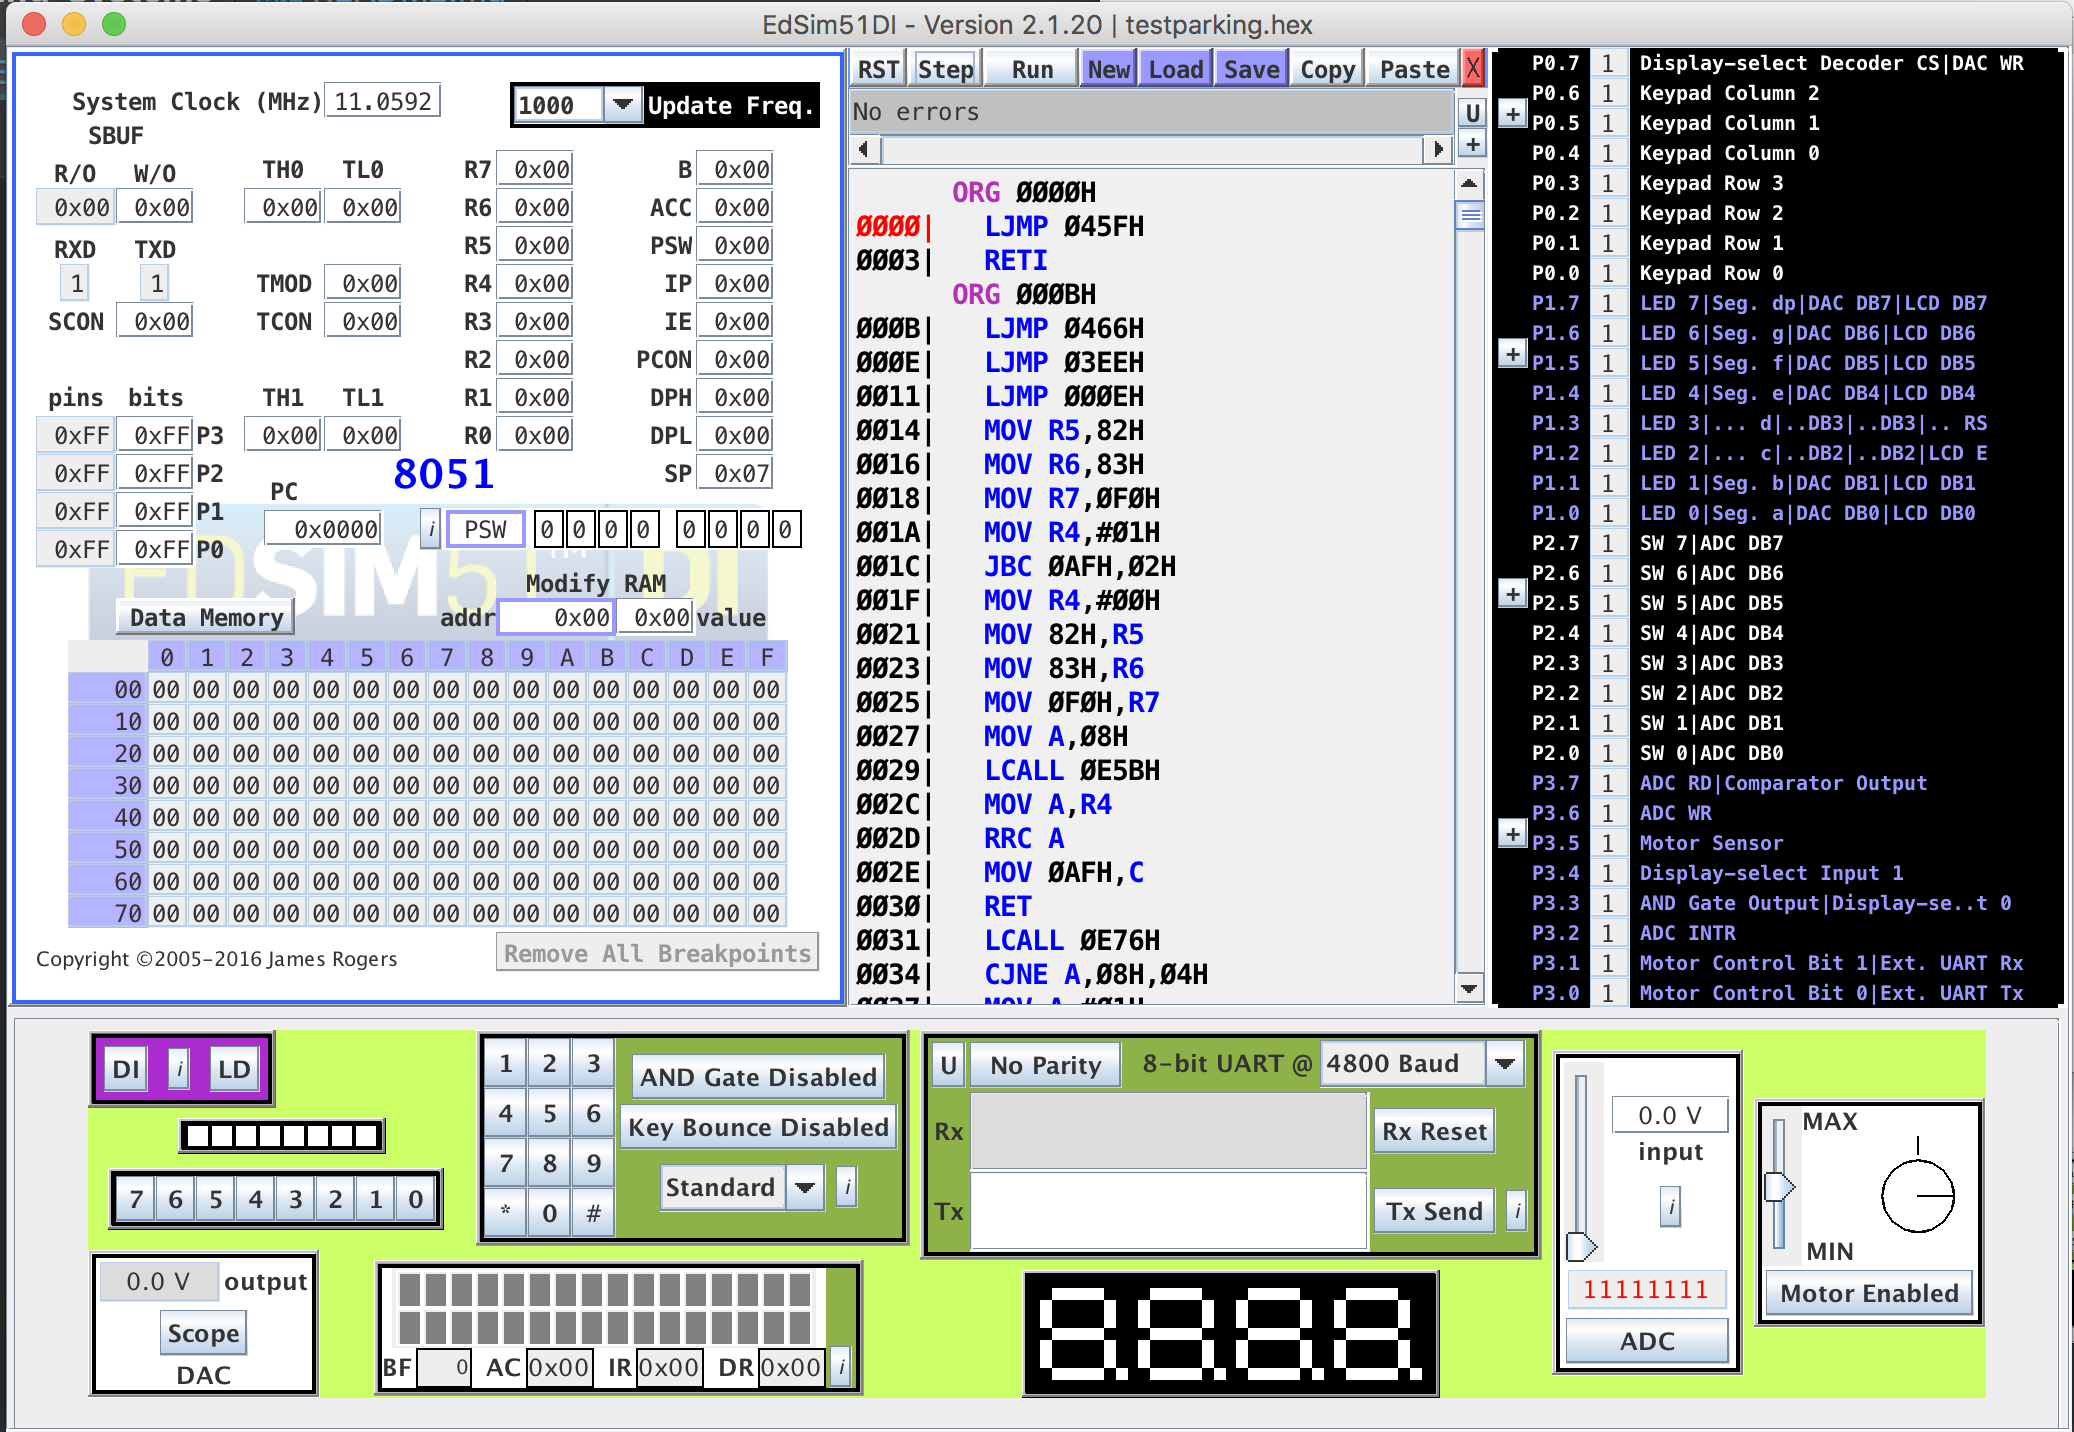 EdSim51DI - Version 2.1.20 | testparking.hex
System Clock (MHz) 11.0592
1000 Update Freq.
SBUF
R/O W/O TH0 TL0 R7 0x00 B 0x00
0x00 0x00 0x00 0x00 R6 0x00 ACC 0x00
RXD TXD R5 0x00 PSW 0x00
1 1 TMOD 0x00 R4 0x00 IP 0x00
SCON 0x00 TCON 0x00 R3 0x00 IE 0x00
R2 0x00 PCON 0x00
pins bits TH1 TL1 R1 0x00 DPH 0x00
0xFF 0xFF P3 0x00 0x00 R0 0x00 DPL 0x00
0xFF 0xFF P2 8051 SP 0x07
PC
0xFF 0xFF P1 0x0000 i PSW 0 0 0 0 0 0 0 0
0xFF 0xFF P0
EDSIM51 DI
TM
Modify RAM
Data Memory addr 0x00 0x00 value
0 1 2 3 4 5 6 7 8 9 A B C D E F
00 00 00 00 00 00 00 00 00 00 00 00 00 00 00 00 00
10 00 00 00 00 00 00 00 00 00 00 00 00 00 00 00 00
20 00 00 00 00 00 00 00 00 00 00 00 00 00 00 00 00
30 00 00 00 00 00 00 00 00 00 00 00 00 00 00 00 00
40 00 00 00 00 00 00 00 00 00 00 00 00 00 00 00 00
50 00 00 00 00 00 00 00 00 00 00 00 00 00 00 00 00
60 00 00 00 00 00 00 00 00 00 00 00 00 00 00 00 00
70 00 00 00 00 00 00 00 00 00 00 00 00 00 00 00 00
Copyright ©2005-2016 James Rogers
Remove All Breakpoints
RST Step Run New Load Save Copy Paste X
No errors
U
+
ORG 0000H
0000| LJMP 045FH
0003| RETI
ORG 000BH
000B| LJMP 0466H
000E| LJMP 03EEH
0011| LJMP 000EH
0014| MOV R5,82H
0016| MOV R6,83H
0018| MOV R7,0F0H
001A| MOV R4,#01H
001C| JBC 0AFH,02H
001F| MOV R4,#00H
0021| MOV 82H,R5
0023| MOV 83H,R6
0025| MOV 0F0H,R7
0027| MOV A,08H
0029| LCALL 0E5BH
002C| MOV A,R4
002D| RRC A
002E| MOV 0AFH,C
0030| RET
0031| LCALL 0E76H
0034| CJNE A,08H,04H
0037| MOV A,#01H
P0.7 1 Display-select Decoder CS|DAC WR
P0.6 1 Keypad Column 2
+
P0.5 1 Keypad Column 1
P0.4 1 Keypad Column 0
P0.3 1 Keypad Row 3
P0.2 1 Keypad Row 2
P0.1 1 Keypad Row 1
P0.0 1 Keypad Row 0
P1.7 1 LED 7|Seg. dp|DAC DB7|LCD DB7
P1.6 1 LED 6|Seg. g|DAC DB6|LCD DB6
+
P1.5 1 LED 5|Seg. f|DAC DB5|LCD DB5
P1.4 1 LED 4|Seg. e|DAC DB4|LCD DB4
P1.3 1 LED 3|... d|..DB3|..DB3|.. RS
P1.2 1 LED 2|... c|..DB2|..DB2|LCD E
P1.1 1 LED 1|Seg. b|DAC DB1|LCD DB1
P1.0 1 LED 0|Seg. a|DAC DB0|LCD DB0
P2.7 1 SW 7|ADC DB7
P2.6 1 SW 6|ADC DB6
+
P2.5 1 SW 5|ADC DB5
P2.4 1 SW 4|ADC DB4
P2.3 1 SW 3|ADC DB3
P2.2 1 SW 2|ADC DB2
P2.1 1 SW 1|ADC DB1
P2.0 1 SW 0|ADC DB0
P3.7 1 ADC RD|Comparator Output
P3.6 1 ADC WR
+
P3.5 1 Motor Sensor
P3.4 1 Display-select Input 1
P3.3 1 AND Gate Output|Display-se..t 0
P3.2 1 ADC INTR
P3.1 1 Motor Control Bit 1|Ext. UART Rx
P3.0 1 Motor Control Bit 0|Ext. UART Tx
DI i LD
7 6 5 4 3 2 1 0
0.0 V output
Scope
DAC
1 2 3
4 5 6
7 8 9
* 0 #
AND Gate Disabled
Key Bounce Disabled
Standard i
BF 0 AC 0x00 IR 0x00 DR 0x00 i
U No Parity 8-bit UART @ 4800 Baud
Rx Rx Reset
Tx Tx Send i
8.8.8.8.
0.0 V
input
i
11111111
ADC
MAX
MIN
Motor Enabled